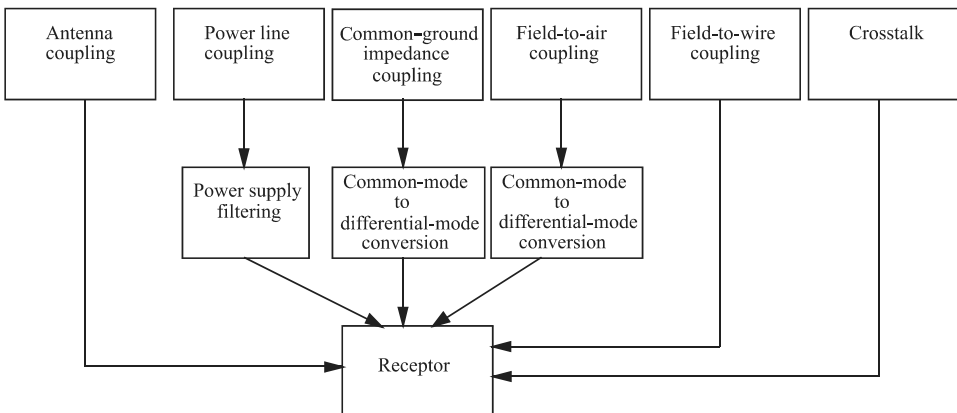 Antenna
coupling
Power line
coupling
Common-ground
impedance
coupling
Field-to-air
coupling
Field-to-wire
coupling
Crosstalk
Power supply
filtering
Common-mode
to
differential-mode
conversion
Common-mode
to
differential-mode
conversion
Receptor